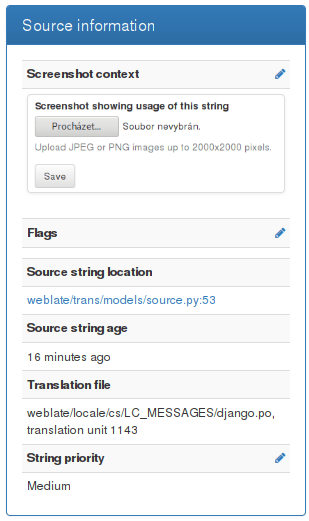 Source information
Screenshot context
Screenshot showing usage of this string
Procházet... Soubor nevybrán.
Upload JPEG or PNG images up to 2000x2000 pixels.
Save
Flags
Source string location
weblate/trans/models/source.py:53
Source string age
16 minutes ago
Translation file
weblate/locale/cs/LC_MESSAGES/django.po,
translation unit 1143
String priority
Medium